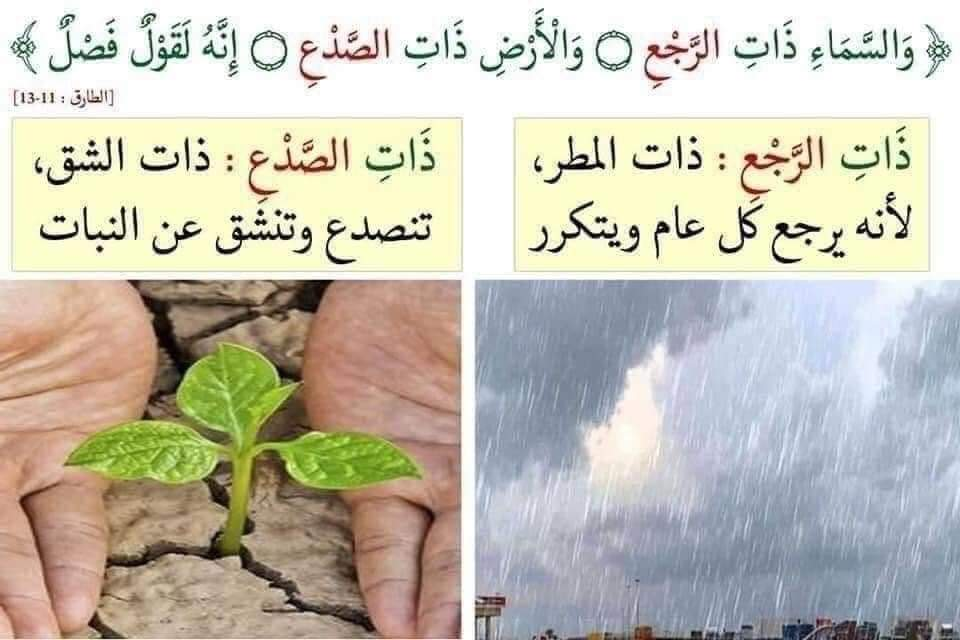 ﴿ وَالسَّمَاءِ ذَاتِ الرَّجْعِ ۝ وَالْأَرْضِ ذَاتِ الصَّدْعِ ۝ إِنَّهُ لَقَوْلٌ فَصْلٌ ﴾
[الطارق : 11-13]
ذَاتِ الرَّجْعِ : ذات المطر،
لأنه يرجع كل عام ويتكرر
ذَاتِ الصَّدْعِ : ذات الشق،
تنصدع وتنشق عن النبات